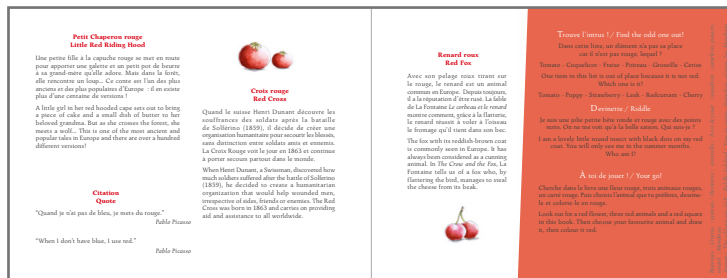 Petit Chaperon rouge
Little Red Riding Hood
Une petite fille à la capuche rouge se met en route
pour apporter une galette et un petit pot de beurre
à sa grand-mère qu'elle adore. Mais dans la forêt,
elle rencontre un loup... Ce conte est l'un des plus
anciens et des plus populaires d'Europe : il en existe
plus d'une centaine de versions !
A little girl in her red hooded cape sets out to bring
a piece of cake and a small dish of butter to her
beloved grandma. But as she crosses the forest, she
meets a wolf... This is one of the most ancient and
popular tales in Europe and there are over a hundred
different versions!
Citation
Quote
"Quand je n'ai pas de bleu, je mets du rouge."
Pablo Picasso
"When I don't have blue, I use red."
Pablo Picasso
Croix rouge
Red Cross
Quand le suisse Henri Dunant découvre les
souffrances des soldats après la bataille
de Solférino (1859), il décide de créer une
organisation humanitaire pour secourir les blessés,
sans distinction entre soldats amis et ennemis.
La Croix Rouge voit le jour en 1863 et continue
à porter secours partout dans le monde.
When Henri Dunant, a Swissman, discovered how
much soldiers suffered after the battle of Solferino
(1859), he decided to create a humanitarian
organization that would help wounded men,
irrespective of sides, friends or enemies. The Red
Cross was born in 1863 and carries on providing
aid and assistance to all worldwide.
Renard roux
Red Fox
Avec son pelage roux tirant sur
le rouge, le renard est un animal
commun en Europe. Depuis toujours,
il a la réputation d'être rusé. La fable
de La Fontaine Le corbeau et le renard
montre comment, grâce à la flatterie,
le renard réussit à voler à l'oiseau
le fromage qu'il tient dans son bec.
The fox with its reddish-brown coat
is commonly seen in Europe. It has
always been considered as a cunning
animal. In The Crow and the Fox, La
Fontaine tells us of a fox who, by
flattering the bird, manages to steal
the cheese from its beak.
Trouve l'intrus ! / Find the odd one out!
Dans cette liste, un élément n'a pas sa place
car il n'est pas rouge, lequel ?
Tomate - Coquelicot - Fraise - Poireau - Groseille - Cerise
One item in this list is out of place because it is not red.
Which one is it?
Tomato - Poppy - Strawberry - Leek - Redcurrant - Cherry
Devinette / Riddle
Je suis une jolie petite bête ronde et rouge avec des points
noirs. On ne me voit qu'à la belle saison. Qui suis-je ?
I am a lovely little round insect with black dots on my red
coat. You will only see me in the summer months.
Who am I?
À toi de jouer ! / Your go!
Cherche dans le livre une fleur rouge, trois animaux rouges,
un carré rouge. Puis choisis l'animal que tu préfères, dessine-
le et colorie-le en rouge.
Look out for a red flower, three red animals and a red square
in this book. Then choose your favourite animal and draw
it, then colour it red.